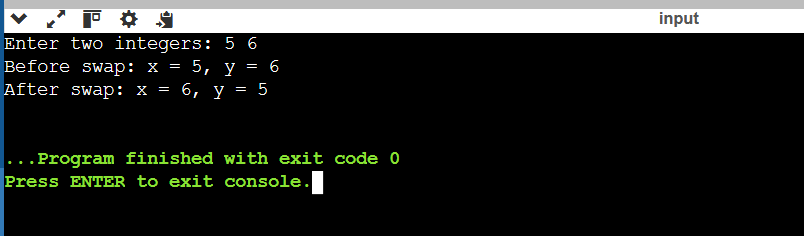 input
Enter two integers: 5 6
Before swap: x = 5, y = 6
After swap: x = 6, y = 5
...Program finished with exit code 0
Press ENTER to exit console.